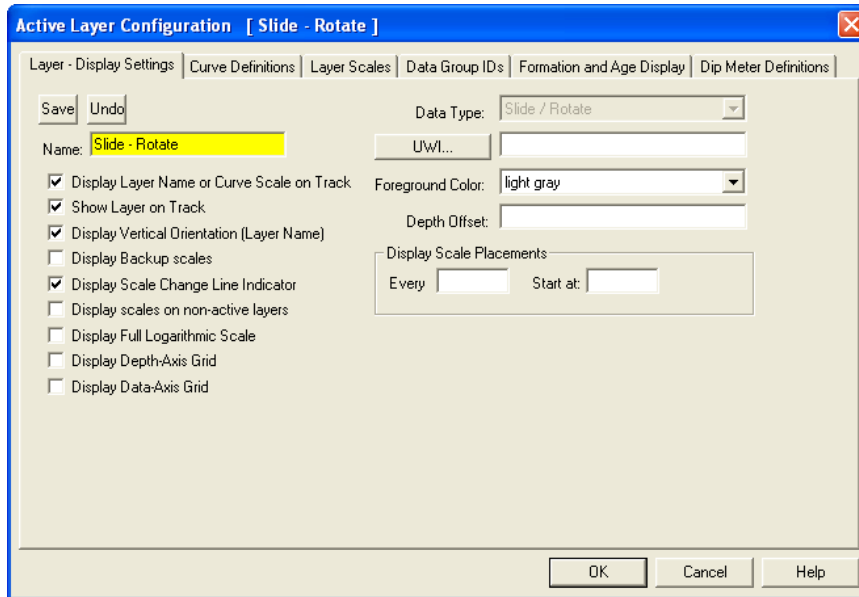 Active Layer Configuration [ Slide - Rotate ]
Layer - Display Settings Curve Definitions Layer Scales Data Group IDs Formation and Age Display Dip Meter Definitions
Save Undo
Name: Slide - Rotate
Display Layer Name or Curve Scale on Track
Show Layer on Track
Display Vertical Orientation (Layer Name)
Display Backup scales
Display Scale Change Line Indicator
Display scales on non-active layers
Display Full Logarithmic Scale
Display Depth-Axis Grid
Display Data-Axis Grid
Data Type: Slide / Rotate
UWI...
Foreground Color: light gray
Depth Offset:
Display Scale Placements
Every Start at:
OK Cancel Help